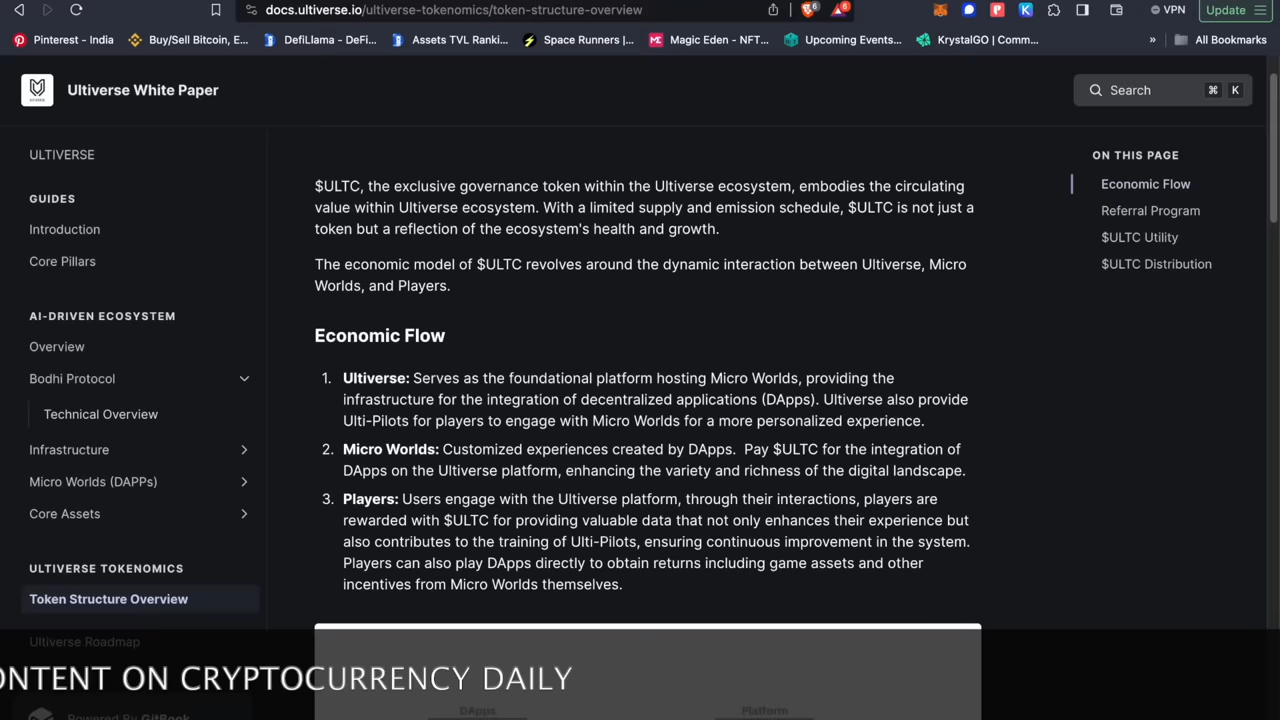 docs.ultiverse.io/ultiverse-tokenomics/token-structure-overview
6
6
VPN
Update
Pinterest - India
Buy/Sell Bitcoin, E...
DefiLlama - DeFi...
Assets TVL Ranki...
Space Runners |...
Magic Eden - NFT...
Upcoming Events...
KrystalGO | Comm...
»
All Bookmarks
Ultiverse White Paper
Search
⌘ K
ULTIVERSE
GUIDES
Introduction
Core Pillars
AI-DRIVEN ECOSYSTEM
Overview
Bodhi Protocol
Technical Overview
Infrastructure
Micro Worlds (DAPPs)
Core Assets
ULTIVERSE TOKENOMICS
Token Structure Overview
Ultiverse Roadmap
Powered By GitBook
$ULTC, the exclusive governance token within the Ultiverse ecosystem, embodies the circulating
value within Ultiverse ecosystem. With a limited supply and emission schedule, $ULTC is not just a
token but a reflection of the ecosystem's health and growth.
The economic model of $ULTC revolves around the dynamic interaction between Ultiverse, Micro
Worlds, and Players.
Economic Flow
1. Ultiverse: Serves as the foundational platform hosting Micro Worlds, providing the
infrastructure for the integration of decentralized applications (DApps). Ultiverse also provide
Ulti-Pilots for players to engage with Micro Worlds for a more personalized experience.
2. Micro Worlds: Customized experiences created by DApps. Pay $ULTC for the integration of
DApps on the Ultiverse platform, enhancing the variety and richness of the digital landscape.
3. Players: Users engage with the Ultiverse platform, through their interactions, players are
rewarded with $ULTC for providing valuable data that not only enhances their experience but
also contributes to the training of Ulti-Pilots, ensuring continuous improvement in the system.
Players can also play DApps directly to obtain returns including game assets and other
incentives from Micro Worlds themselves.
DApps
Platform
ON THIS PAGE
Economic Flow
Referral Program
$ULTC Utility
$ULTC Distribution
ONTENT ON CRYPTOCURRENCY DAILY